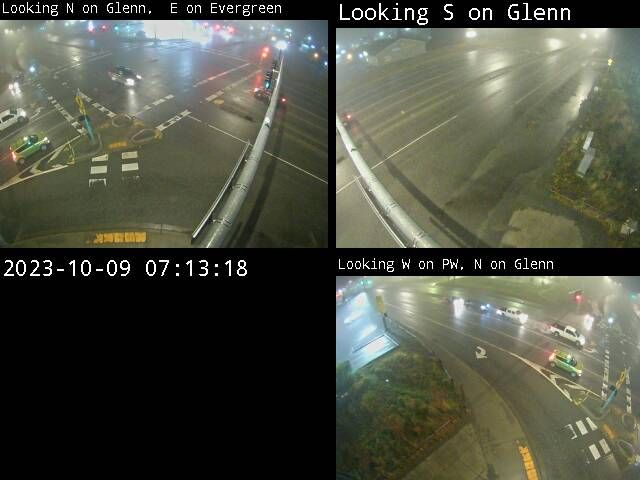 Looking N on Glenn, E on Evergreen
Looking S on Glenn
2023-10-09 07:13:18
Looking W on PW, N on Glenn